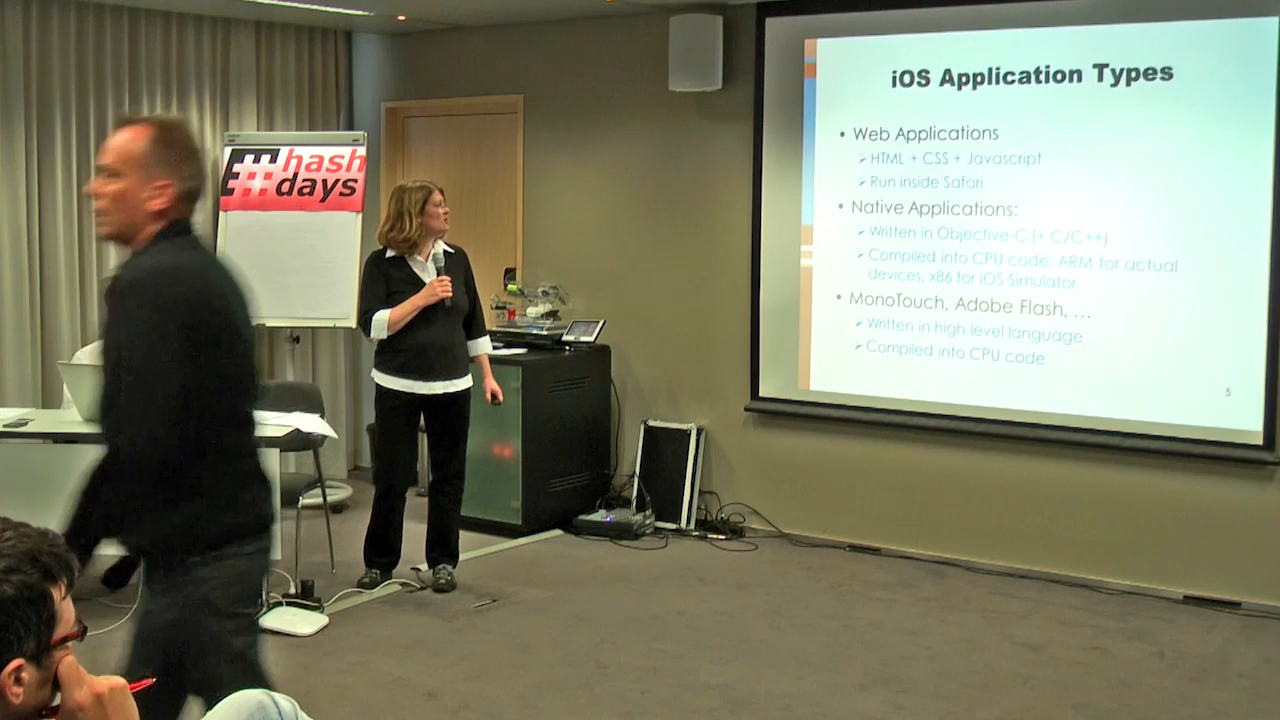 hash
days
iOS Application Types
• Web Applications
➢ HTML + CSS + Javascript
➢ Run inside Safari
• Native Applications:
➢ Written in Objective-C (+ C/C++)
➢ Compiled into CPU code: ARM for actual
devices, x86 for iOS Simulator
• MonoTouch, Adobe Flash, …
➢ Written in high-level language
➢ Compiled into CPU code
5